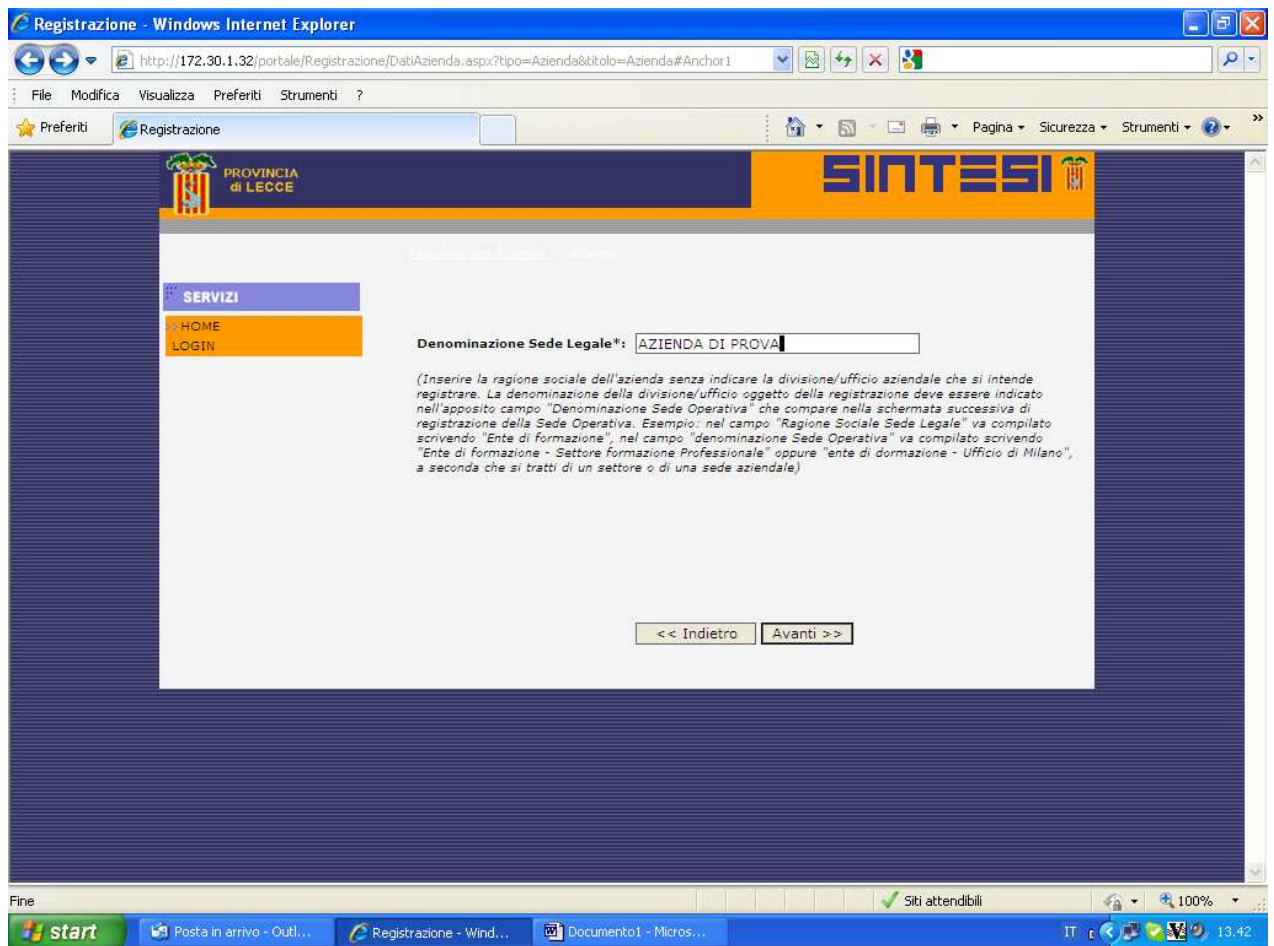 Registrazione - Windows Internet Explorer
http://172.30.1.32/portale/Registrazione/DatiAzienda.aspx?tipo=Azienda&titolo=Azienda#Anchor1
File Modifica Visualizza Preferiti Strumenti ?
Preferiti Registrazione Pagina Sicurezza Strumenti »
PROVINCIA
di LECCE
SINTESI
SERVIZI
>> HOME
LOGIN
Denominazione Sede Legale*: AZIENDA DI PROVA
(Inserire la ragione sociale dell'azienda senza indicare la divisione/ufficio aziendale che si intende
registrare. La denominazione della divisione/ufficio oggetto della registrazione deve essere indicato
nell'apposito campo "Denominazione Sede Operativa" che compare nella schermata successiva di
registrazione della Sede Operativa. Esempio: nel campo "Ragione Sociale Sede Legale" va compilato
scrivendo "Ente di formazione", nel campo "denominazione Sede Operativa" va compilato scrivendo
"Ente di formazione - Settore formazione Professionale" oppure "ente di dormazione - Ufficio di Milano",
a seconda che si tratti di un settore o di una sede aziendale)
<< Indietro Avanti >>
Fine Siti attendibili 100%
start Posta in arrivo - Outl... Registrazione - Wind... Documento1 - Micros... IT 13.42